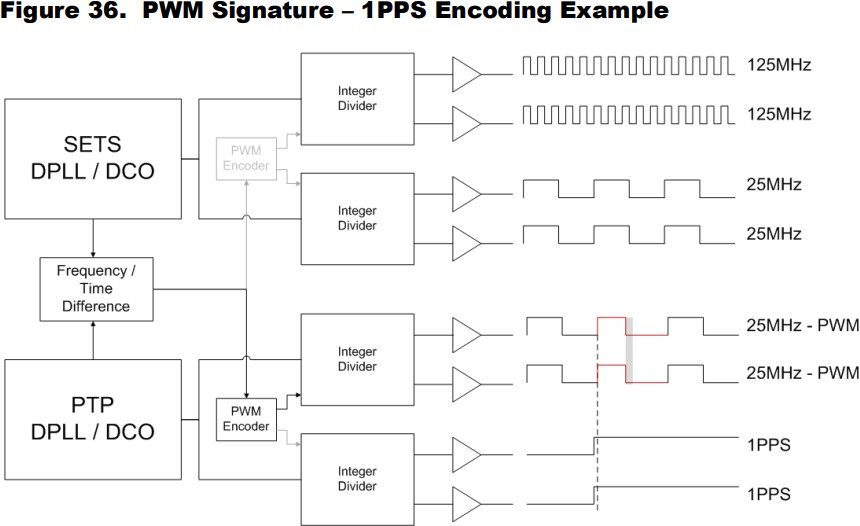 Figure 36.  PWM Signature – 1PPS Encoding Example
SETS
DPLL / DCO
PWM
Encoder
Integer
Divider
125MHz
125MHz
Integer
Divider
25MHz
25MHz
Frequency /
Time
Difference
PTP
DPLL / DCO
PWM
Encoder
Integer
Divider
25MHz - PWM
25MHz - PWM
Integer
Divider
1PPS
1PPS